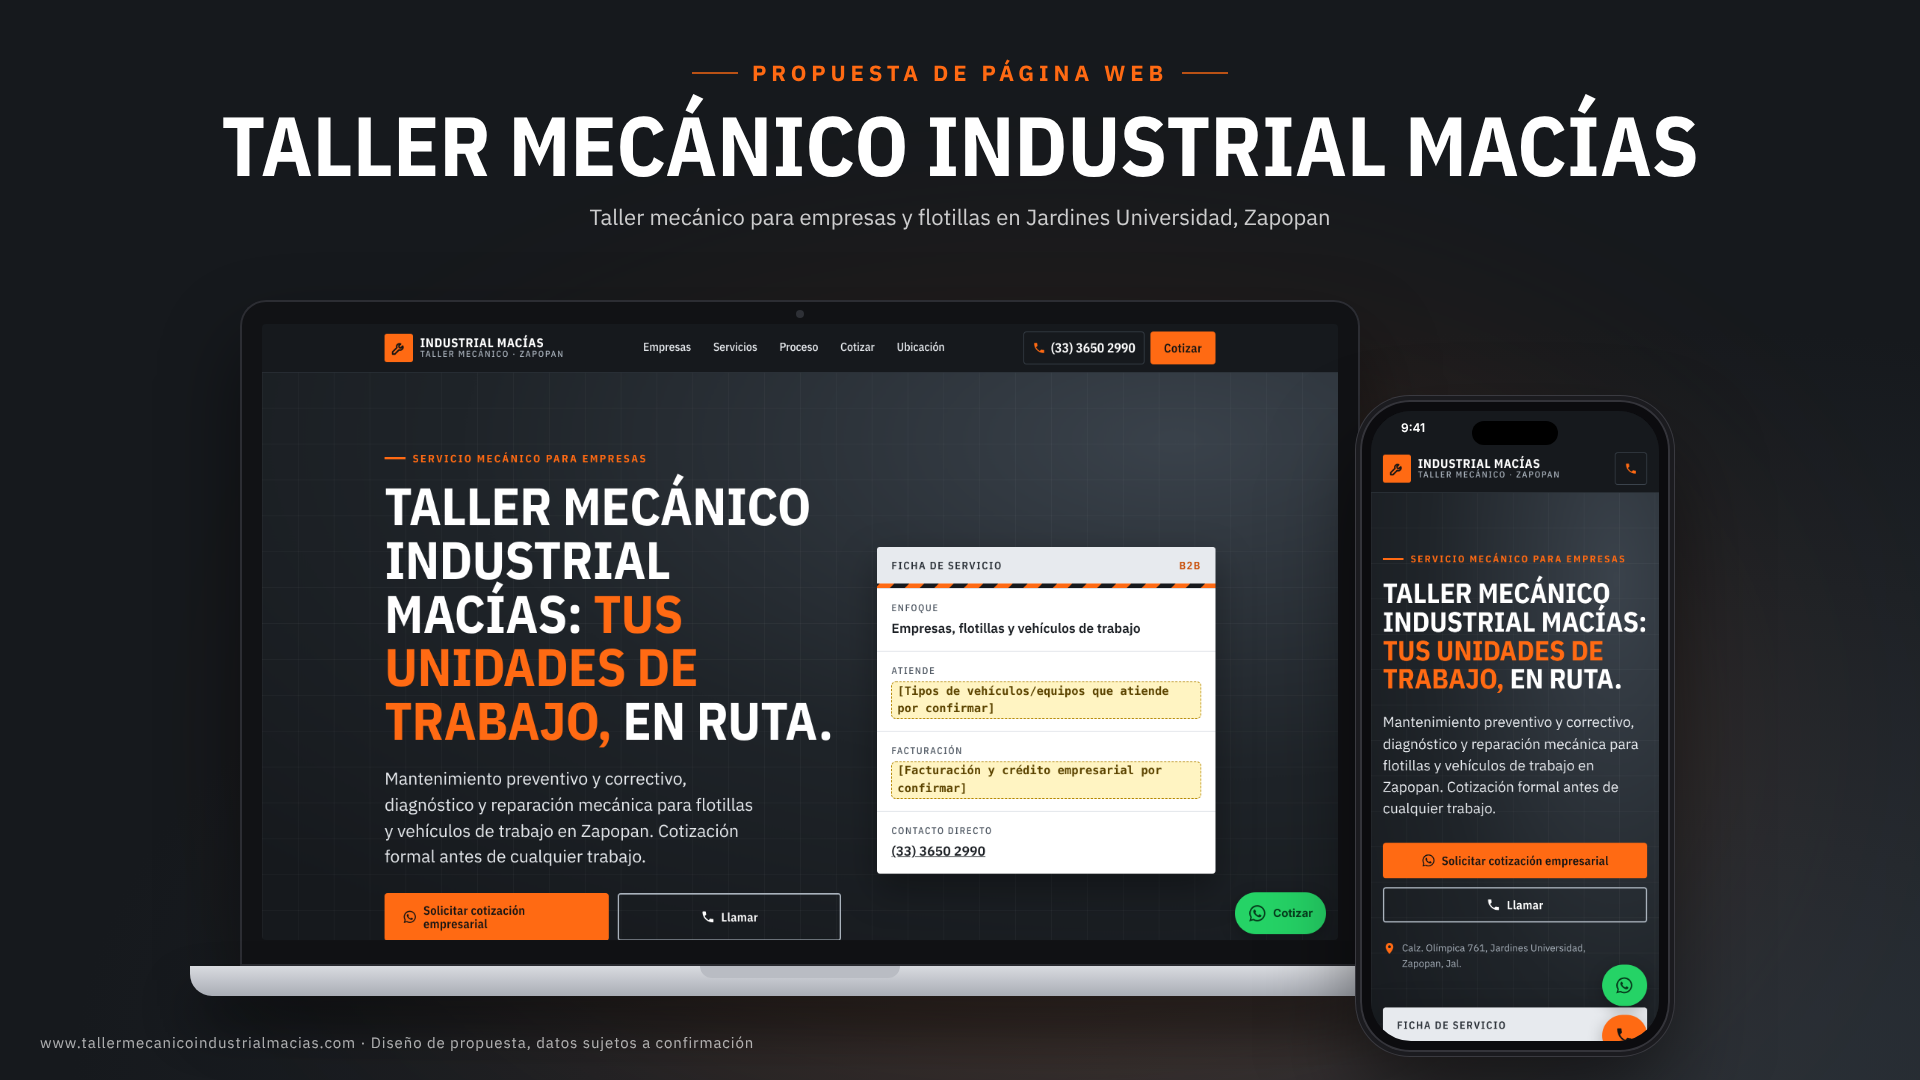 PROPUESTA DE PÁGINA WEB
TALLER MECÁNICO INDUSTRIAL MACÍAS
Taller mecánico para empresas y flotillas en Jardines Universidad, Zapopan
INDUSTRIAL MACÍAS
TALLER MECÁNICO · ZAPOPAN
Empresas
Servicios
Proceso
Cotizar
Ubicación
(33) 3650 2990
Cotizar
SERVICIO MECÁNICO PARA EMPRESAS
TALLER MECÁNICO
INDUSTRIAL
MACÍAS: TUS
UNIDADES DE
TRABAJO, EN RUTA.
Mantenimiento preventivo y correctivo,
diagnóstico y reparación mecánica para flotillas
y vehículos de trabajo en Zapopan. Cotización
formal antes de cualquier trabajo.
Solicitar cotización
empresarial
Llamar
FICHA DE SERVICIO
B2B
ENFOQUE
Empresas, flotillas y vehículos de trabajo
ATIENDE
[Tipos de vehículos/equipos que atiende
por confirmar]
FACTURACIÓN
[Facturación y crédito empresarial por
confirmar]
CONTACTO DIRECTO
(33) 3650 2990
Cotizar
9:41
INDUSTRIAL MACÍAS
TALLER MECÁNICO · ZAPOPAN
SERVICIO MECÁNICO PARA EMPRESAS
TALLER MECÁNICO
INDUSTRIAL MACÍAS:
TUS UNIDADES DE
TRABAJO, EN RUTA.
Mantenimiento preventivo y correctivo,
diagnóstico y reparación mecánica para
flotillas y vehículos de trabajo en
Zapopan. Cotización formal antes de
cualquier trabajo.
Solicitar cotización empresarial
Llamar
Calz. Olímpica 761, Jardines Universidad,
Zapopan, Jal.
FICHA DE SERVICIO
www.tallermecanicoindustrialmacias.com · Diseño de propuesta, datos sujetos a confirmación